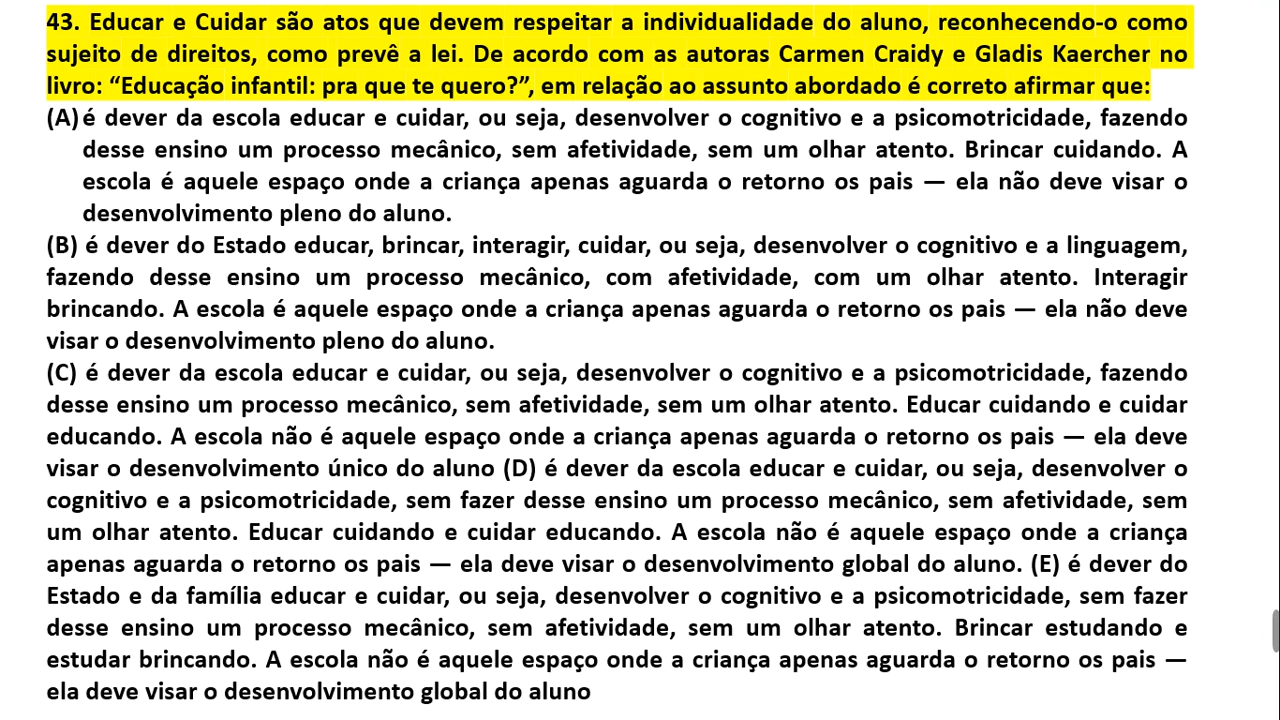 43. Educar e Cuidar são atos que devem respeitar a individualidade do aluno, reconhecendo-o como
sujeito de direitos, como prevê a lei. De acordo com as autoras Carmen Craidy e Gladis Kaercher no
livro: “Educação infantil: pra que te quero?”, em relação ao assunto abordado é correto afirmar que:
(A) é dever da escola educar e cuidar, ou seja, desenvolver o cognitivo e a psicomotricidade, fazendo
desse ensino um processo mecânico, sem afetividade, sem um olhar atento. Brincar cuidando. A
escola é aquele espaço onde a criança apenas aguarda o retorno os pais — ela não deve visar o
desenvolvimento pleno do aluno.
(B) é dever do Estado educar, brincar, interagir, cuidar, ou seja, desenvolver o cognitivo e a linguagem,
fazendo desse ensino um processo mecânico, com afetividade, com um olhar atento. Interagir
brincando. A escola é aquele espaço onde a criança apenas aguarda o retorno os pais — ela não deve
visar o desenvolvimento pleno do aluno.
(C) é dever da escola educar e cuidar, ou seja, desenvolver o cognitivo e a psicomotricidade, fazendo
desse ensino um processo mecânico, sem afetividade, sem um olhar atento. Educar cuidando e cuidar
educando. A escola não é aquele espaço onde a criança apenas aguarda o retorno os pais — ela deve
visar o desenvolvimento único do aluno (D) é dever da escola educar e cuidar, ou seja, desenvolver o
cognitivo e a psicomotricidade, sem fazer desse ensino um processo mecânico, sem afetividade, sem
um olhar atento. Educar cuidando e cuidar educando. A escola não é aquele espaço onde a criança
apenas aguarda o retorno os pais — ela deve visar o desenvolvimento global do aluno. (E) é dever do
Estado e da família educar e cuidar, ou seja, desenvolver o cognitivo e a psicomotricidade, sem fazer
desse ensino um processo mecânico, sem afetividade, sem um olhar atento. Brincar estudando e
estudar brincando. A escola não é aquele espaço onde a criança apenas aguarda o retorno os pais —
ela deve visar o desenvolvimento global do aluno